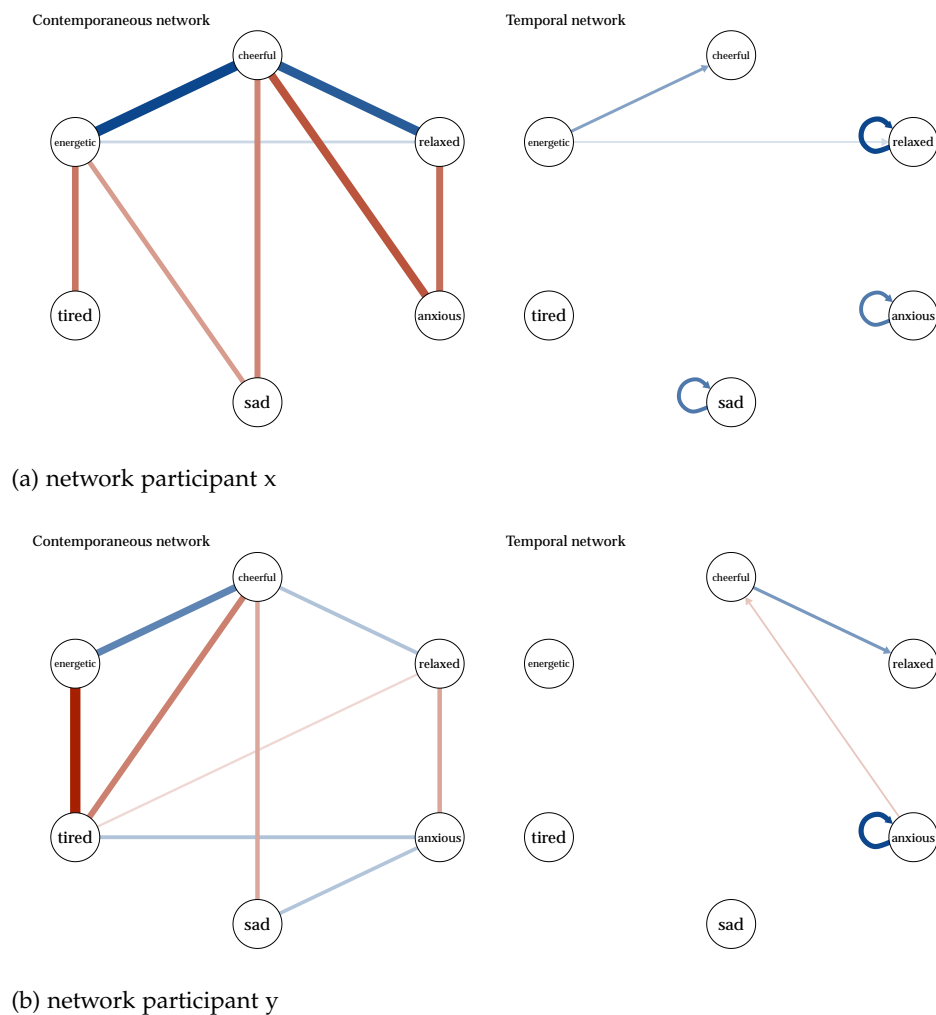 Contemporaneous network
Temporal network
cheerful
cheerful
energetic
relaxed
energetic
relaxed
tired
anxious
tired
anxious
sad
sad
(a) network participant x
Contemporaneous network
Temporal network
cheerful
cheerful
energetic
relaxed
energetic
relaxed
tired
anxious
tired
anxious
sad
sad
(b) network participant y